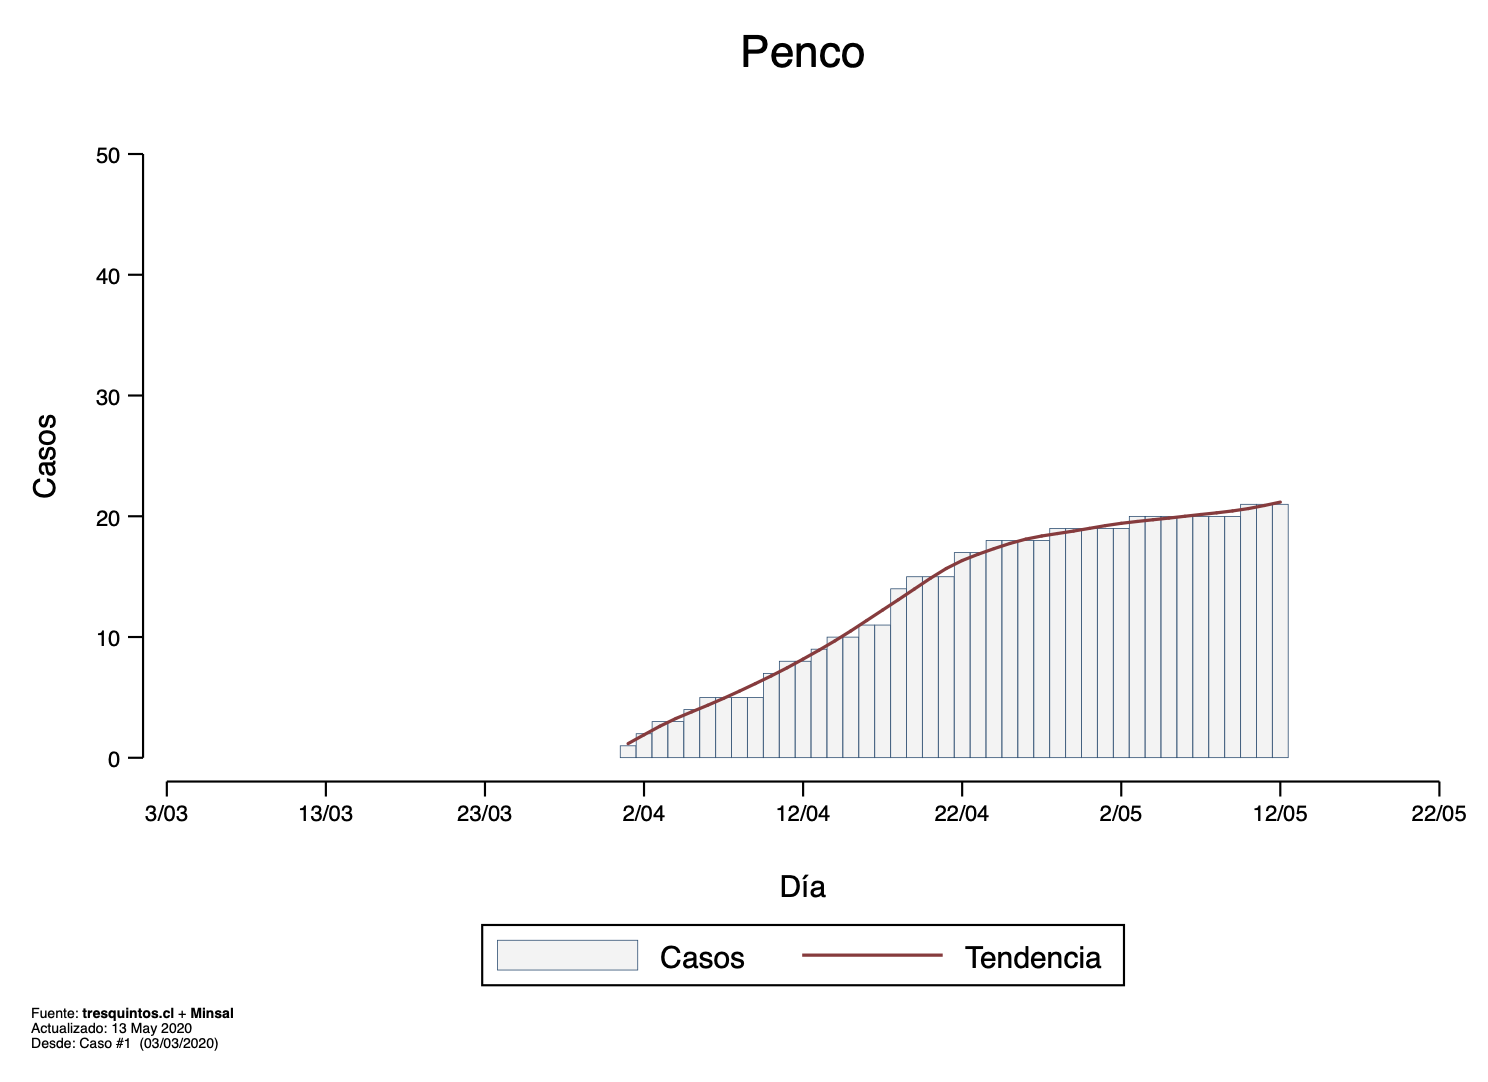 Penco
50
40
30
20
10
0
Casos
3/03 13/03 23/03 2/04 12/04 22/04 2/05 12/05 22/05
Día
Casos Tendencia
Fuente: tresquintos.cl + Minsal
Actualizado: 13 May 2020
Desde: Caso #1 (03/03/2020)